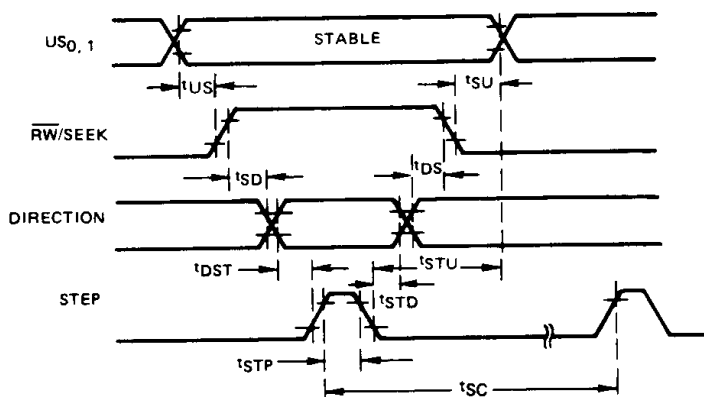 US0, 1
STABLE
tUS
tSU
RW/SEEK
tSD
tDS
DIRECTION
tDST
tSTU
tSTD
STEP
tSTP
tSC